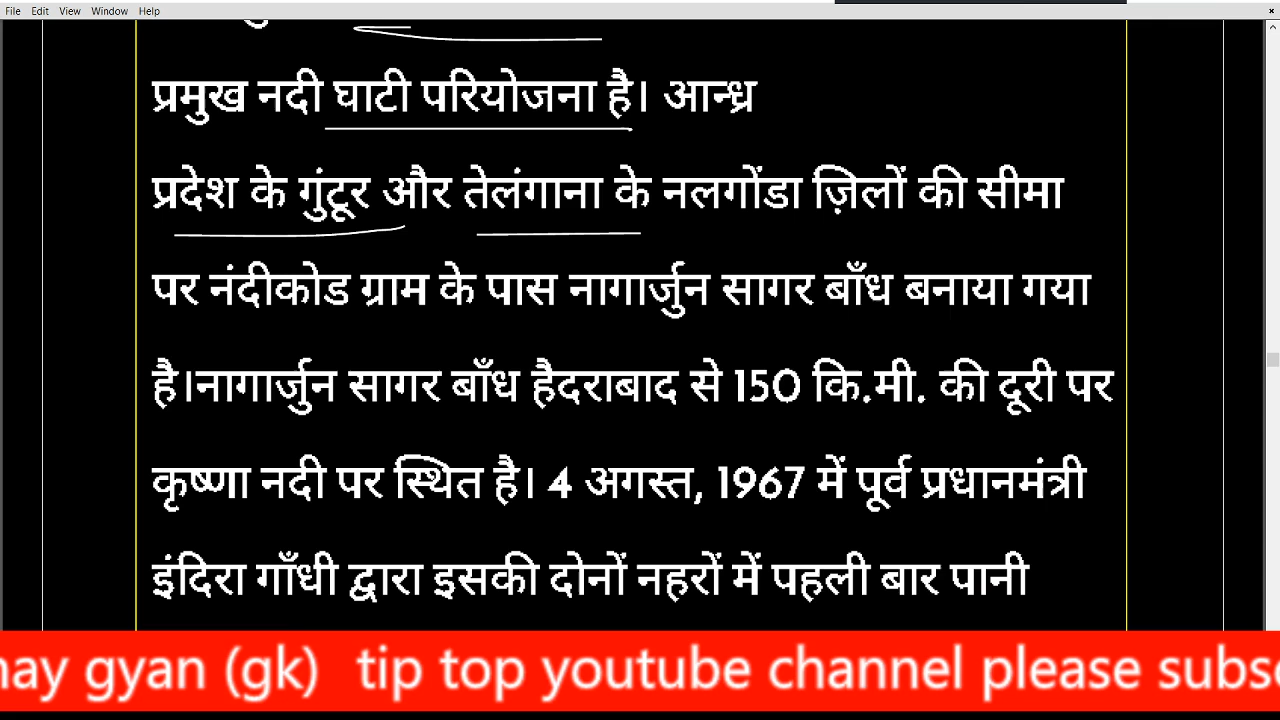 File Edit View Window Help
प्रमुख नदी घाटी परियोजना है। आन्ध्र
प्रदेश के गुंटूर और तेलंगाना के नलगोंडा ज़िलों की सीमा
पर नंदीकोड ग्राम के पास नागार्जुन सागर बाँध बनाया गया
है।नागार्जुन सागर बाँध हैदराबाद से 150 कि.मी. की दूरी पर
कृष्णा नदी पर स्थित है। 4 अगस्त, 1967 में पूर्व प्रधानमंत्री
इंदिरा गाँधी द्वारा इसकी दोनों नहरों में पहली बार पानी
nay gyan (gk) tip top youtube channel please subs